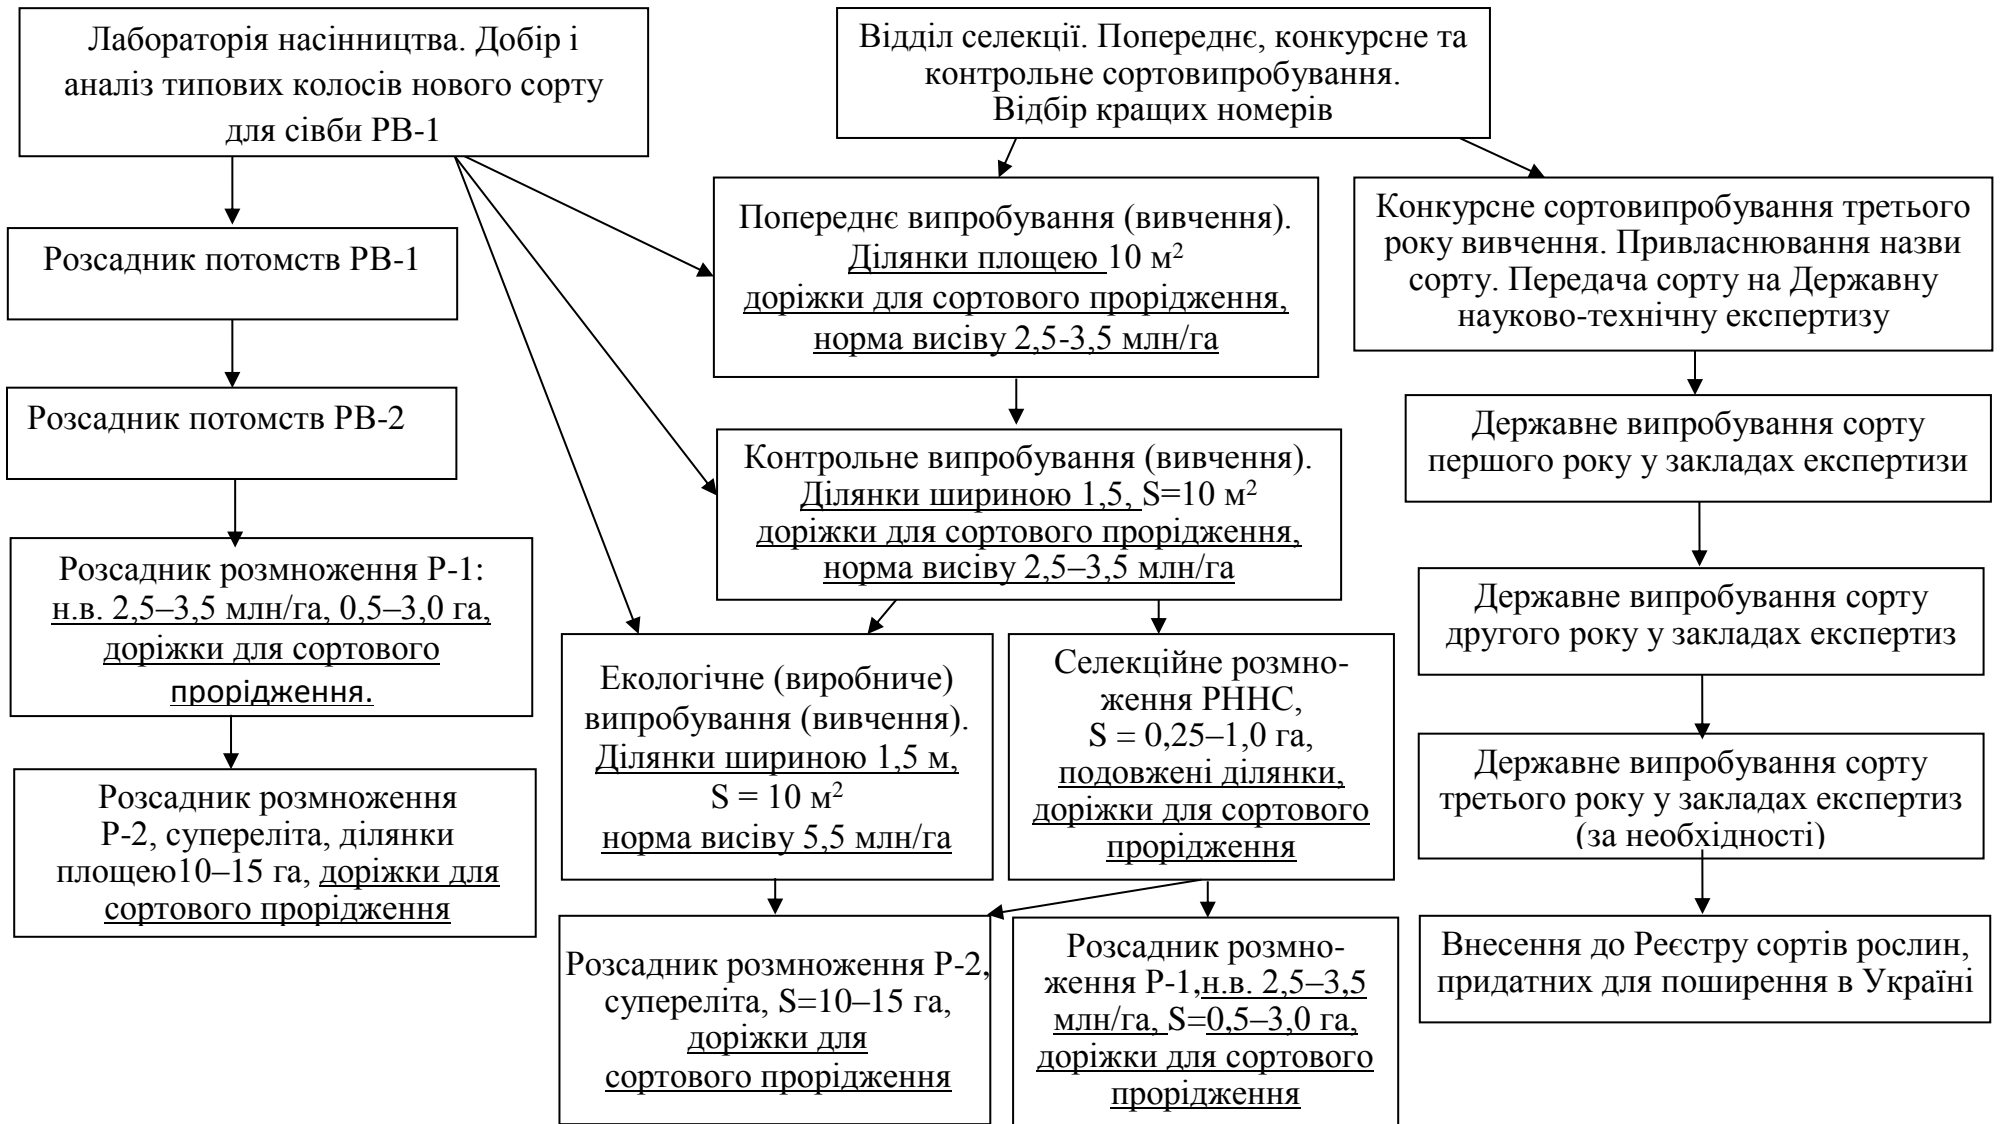 Лабораторія насінництва. Добір і
аналіз типових колосів нового сорту
для сівби РВ-1
Відділ селекції. Попереднє, конкурсне та
контрольне сортовипробування.
Відбір кращих номерів
Розсадник потомств РВ-1
Розсадник потомств РВ-2
Розсадник розмноження Р-1:
н.в. 2,5–3,5 млн/га, 0,5–3,0 га,
доріжки для сортового
прорідження.
Розсадник розмноження
Р-2, супереліта, ділянки
площею10–15 га, доріжки для
сортового прорідження
Попереднє випробування (вивчення).
Ділянки площею 10 м²
доріжки для сортового прорідження,
норма висіву 2,5-3,5 млн/га
Контрольне випробування (вивчення).
Ділянки шириною 1,5, S=10 м²
доріжки для сортового прорідження,
норма висіву 2,5–3,5 млн/га
Екологічне (виробниче)
випробування (вивчення).
Ділянки шириною 1,5 м,
S = 10 м²
норма висіву 5,5 млн/га
Селекційне розмно-
ження РННС,
S = 0,25–1,0 га,
подовжені ділянки,
доріжки для сортового
прорідження
Розсадник розмноження Р-2,
супереліта, S=10–15 га,
доріжки для
сортового прорідження
Розсадник розмно-
ження Р-1,н.в. 2,5–3,5
млн/га, S=0,5–3,0 га,
доріжки для сортового
прорідження
Конкурсне сортовипробування третього
року вивчення. Привласнювання назви
сорту. Передача сорту на Державну
науково-технічну експертизу
Державне випробування сорту
першого року у закладах експертизи
Державне випробування сорту
другого року у закладах експертиз
Державне випробування сорту
третього року у закладах експертиз
(за необхідності)
Внесення до Реєстру сортів рослин,
придатних для поширення в Україні